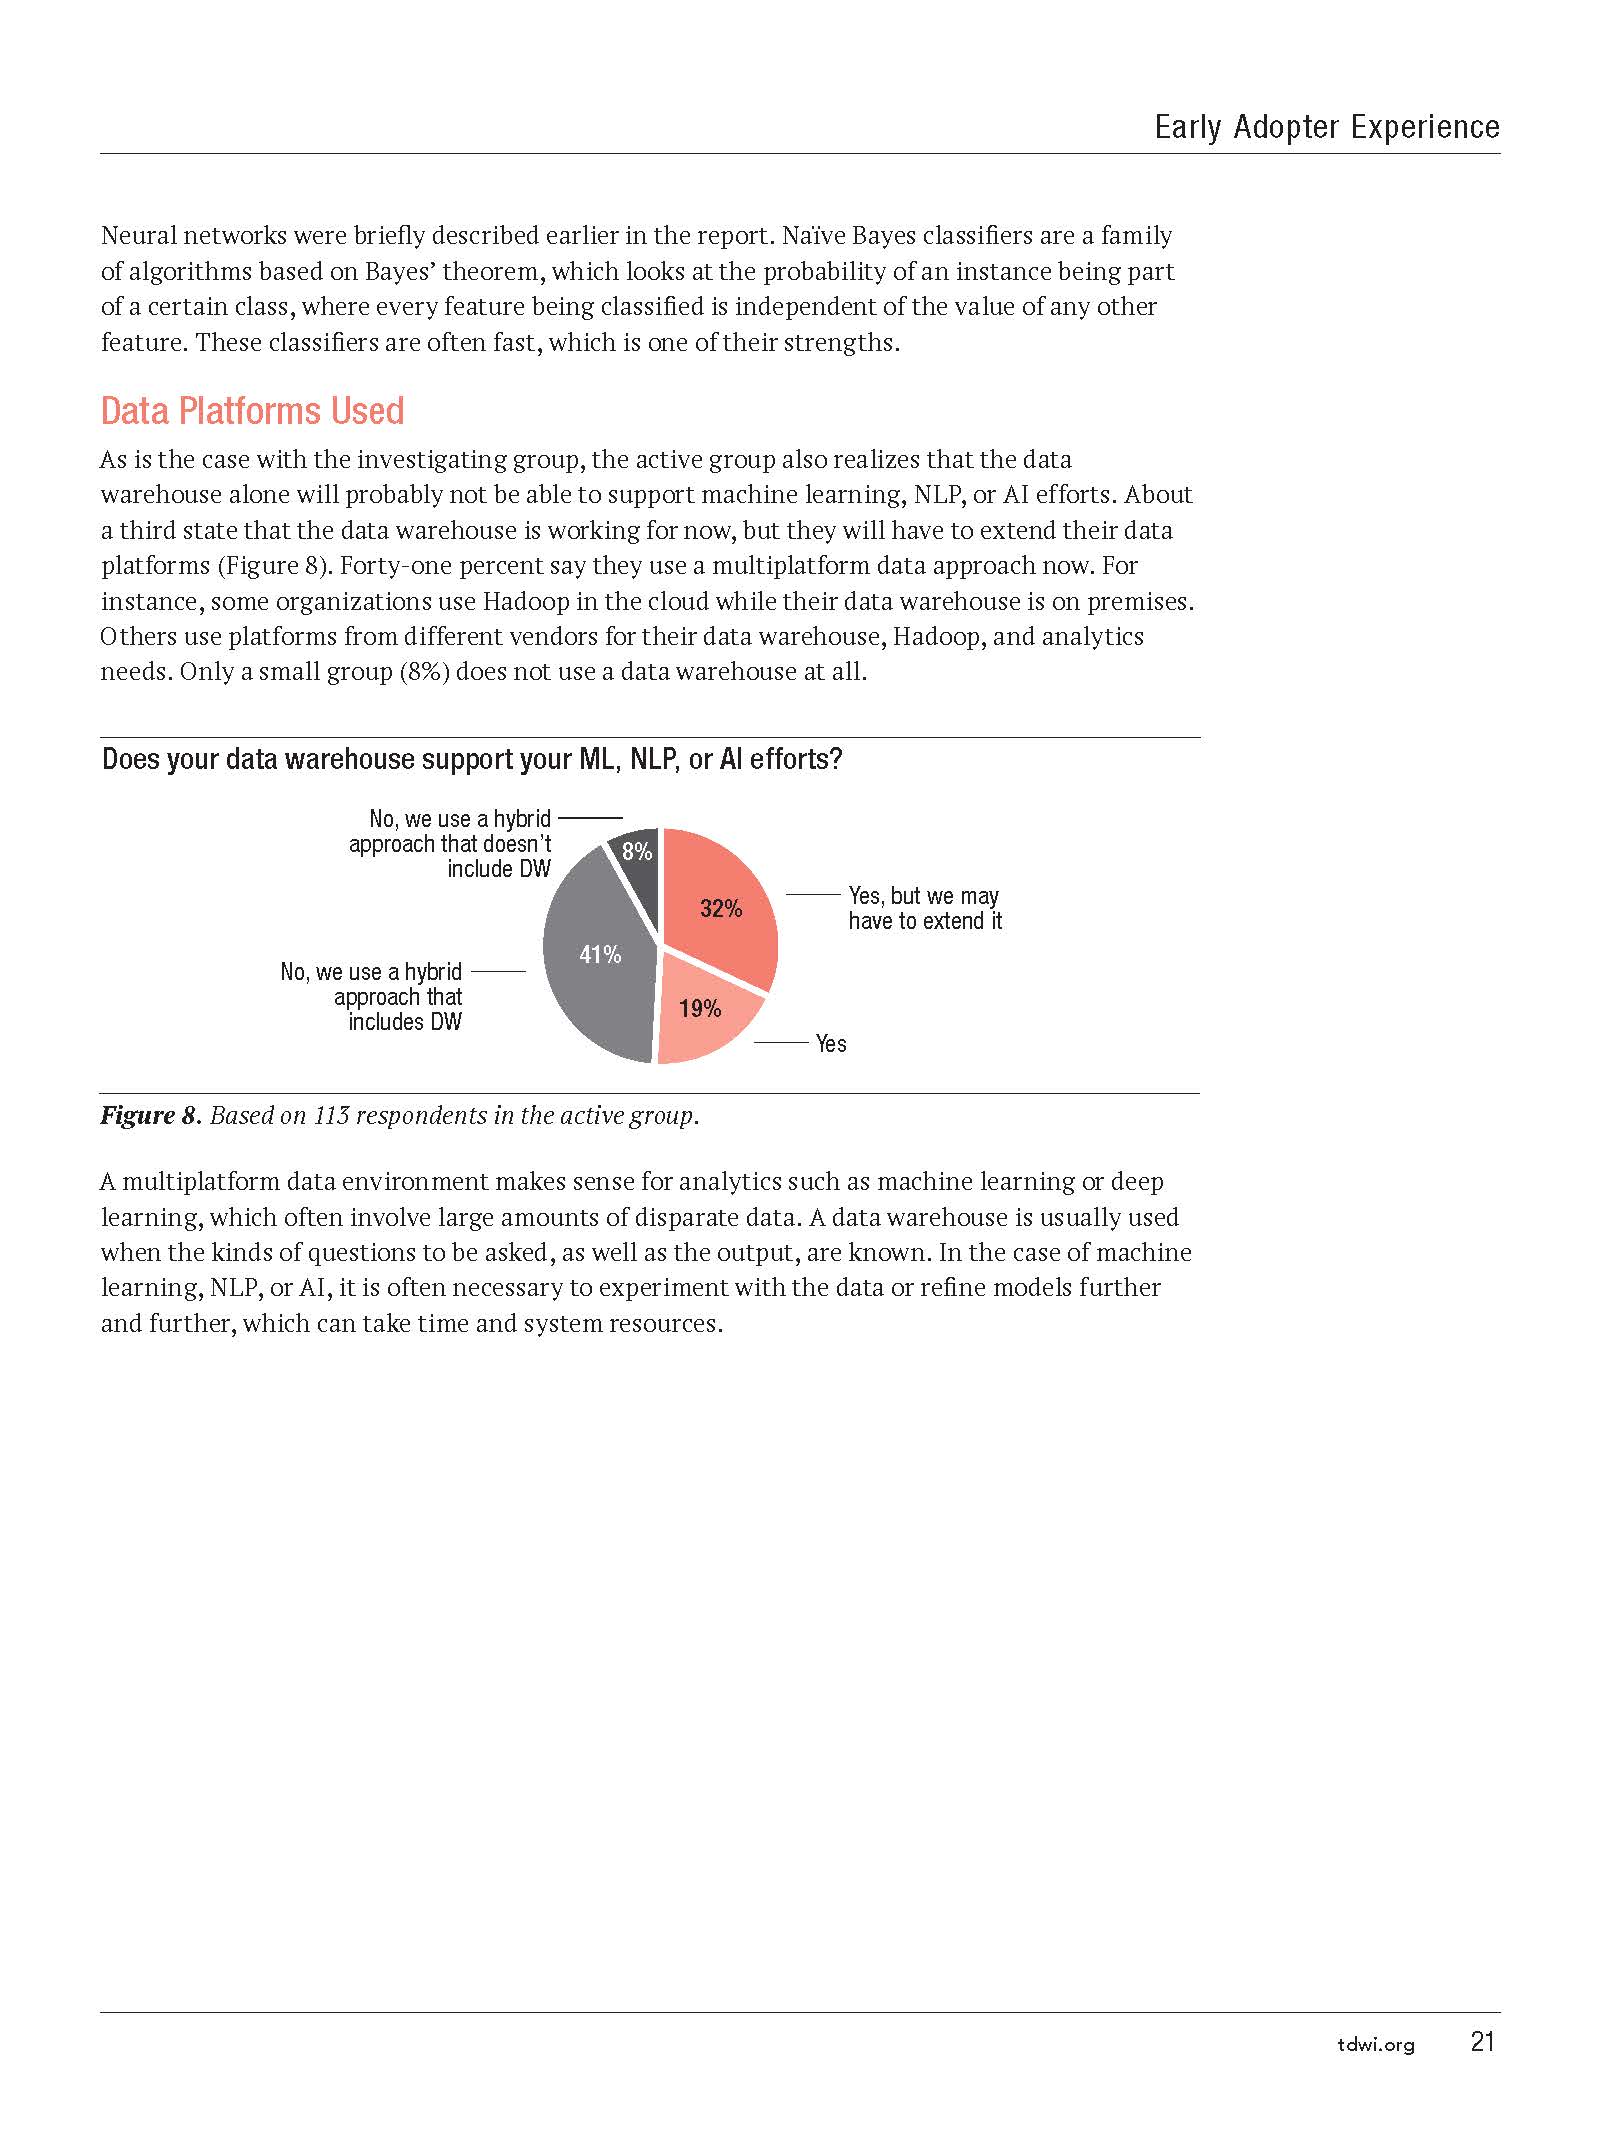 Early Adopter Experience
Neural networks were briefly described earlier in the report. Naïve Bayes classifiers are a family
of algorithms based on Bayes’ theorem, which looks at the probability of an instance being part
of a certain class, where every feature being classified is independent of the value of any other
feature. These classifiers are often fast, which is one of their strengths.
Data Platforms Used
As is the case with the investigating group, the active group also realizes that the data
warehouse alone will probably not be able to support machine learning, NLP, or AI efforts. About
a third state that the data warehouse is working for now, but they will have to extend their data
platforms (Figure 8). Forty-one percent say they use a multiplatform data approach now. For
instance, some organizations use Hadoop in the cloud while their data warehouse is on premises.
Others use platforms from different vendors for their data warehouse, Hadoop, and analytics
needs. Only a small group (8%) does not use a data warehouse at all.
Does your data warehouse support your ML, NLP, or AI efforts?
No, we use a hybrid
approach that doesn’t
include DW
8%
32%
Yes, but we may
have to extend it
41%
No, we use a hybrid
approach that
includes DW
19%
Yes
Figure 8. Based on 113 respondents in the active group.
A multiplatform data environment makes sense for analytics such as machine learning or deep
learning, which often involve large amounts of disparate data. A data warehouse is usually used
when the kinds of questions to be asked, as well as the output, are known. In the case of machine
learning, NLP, or AI, it is often necessary to experiment with the data or refine models further
and further, which can take time and system resources.
tdwi.org 21